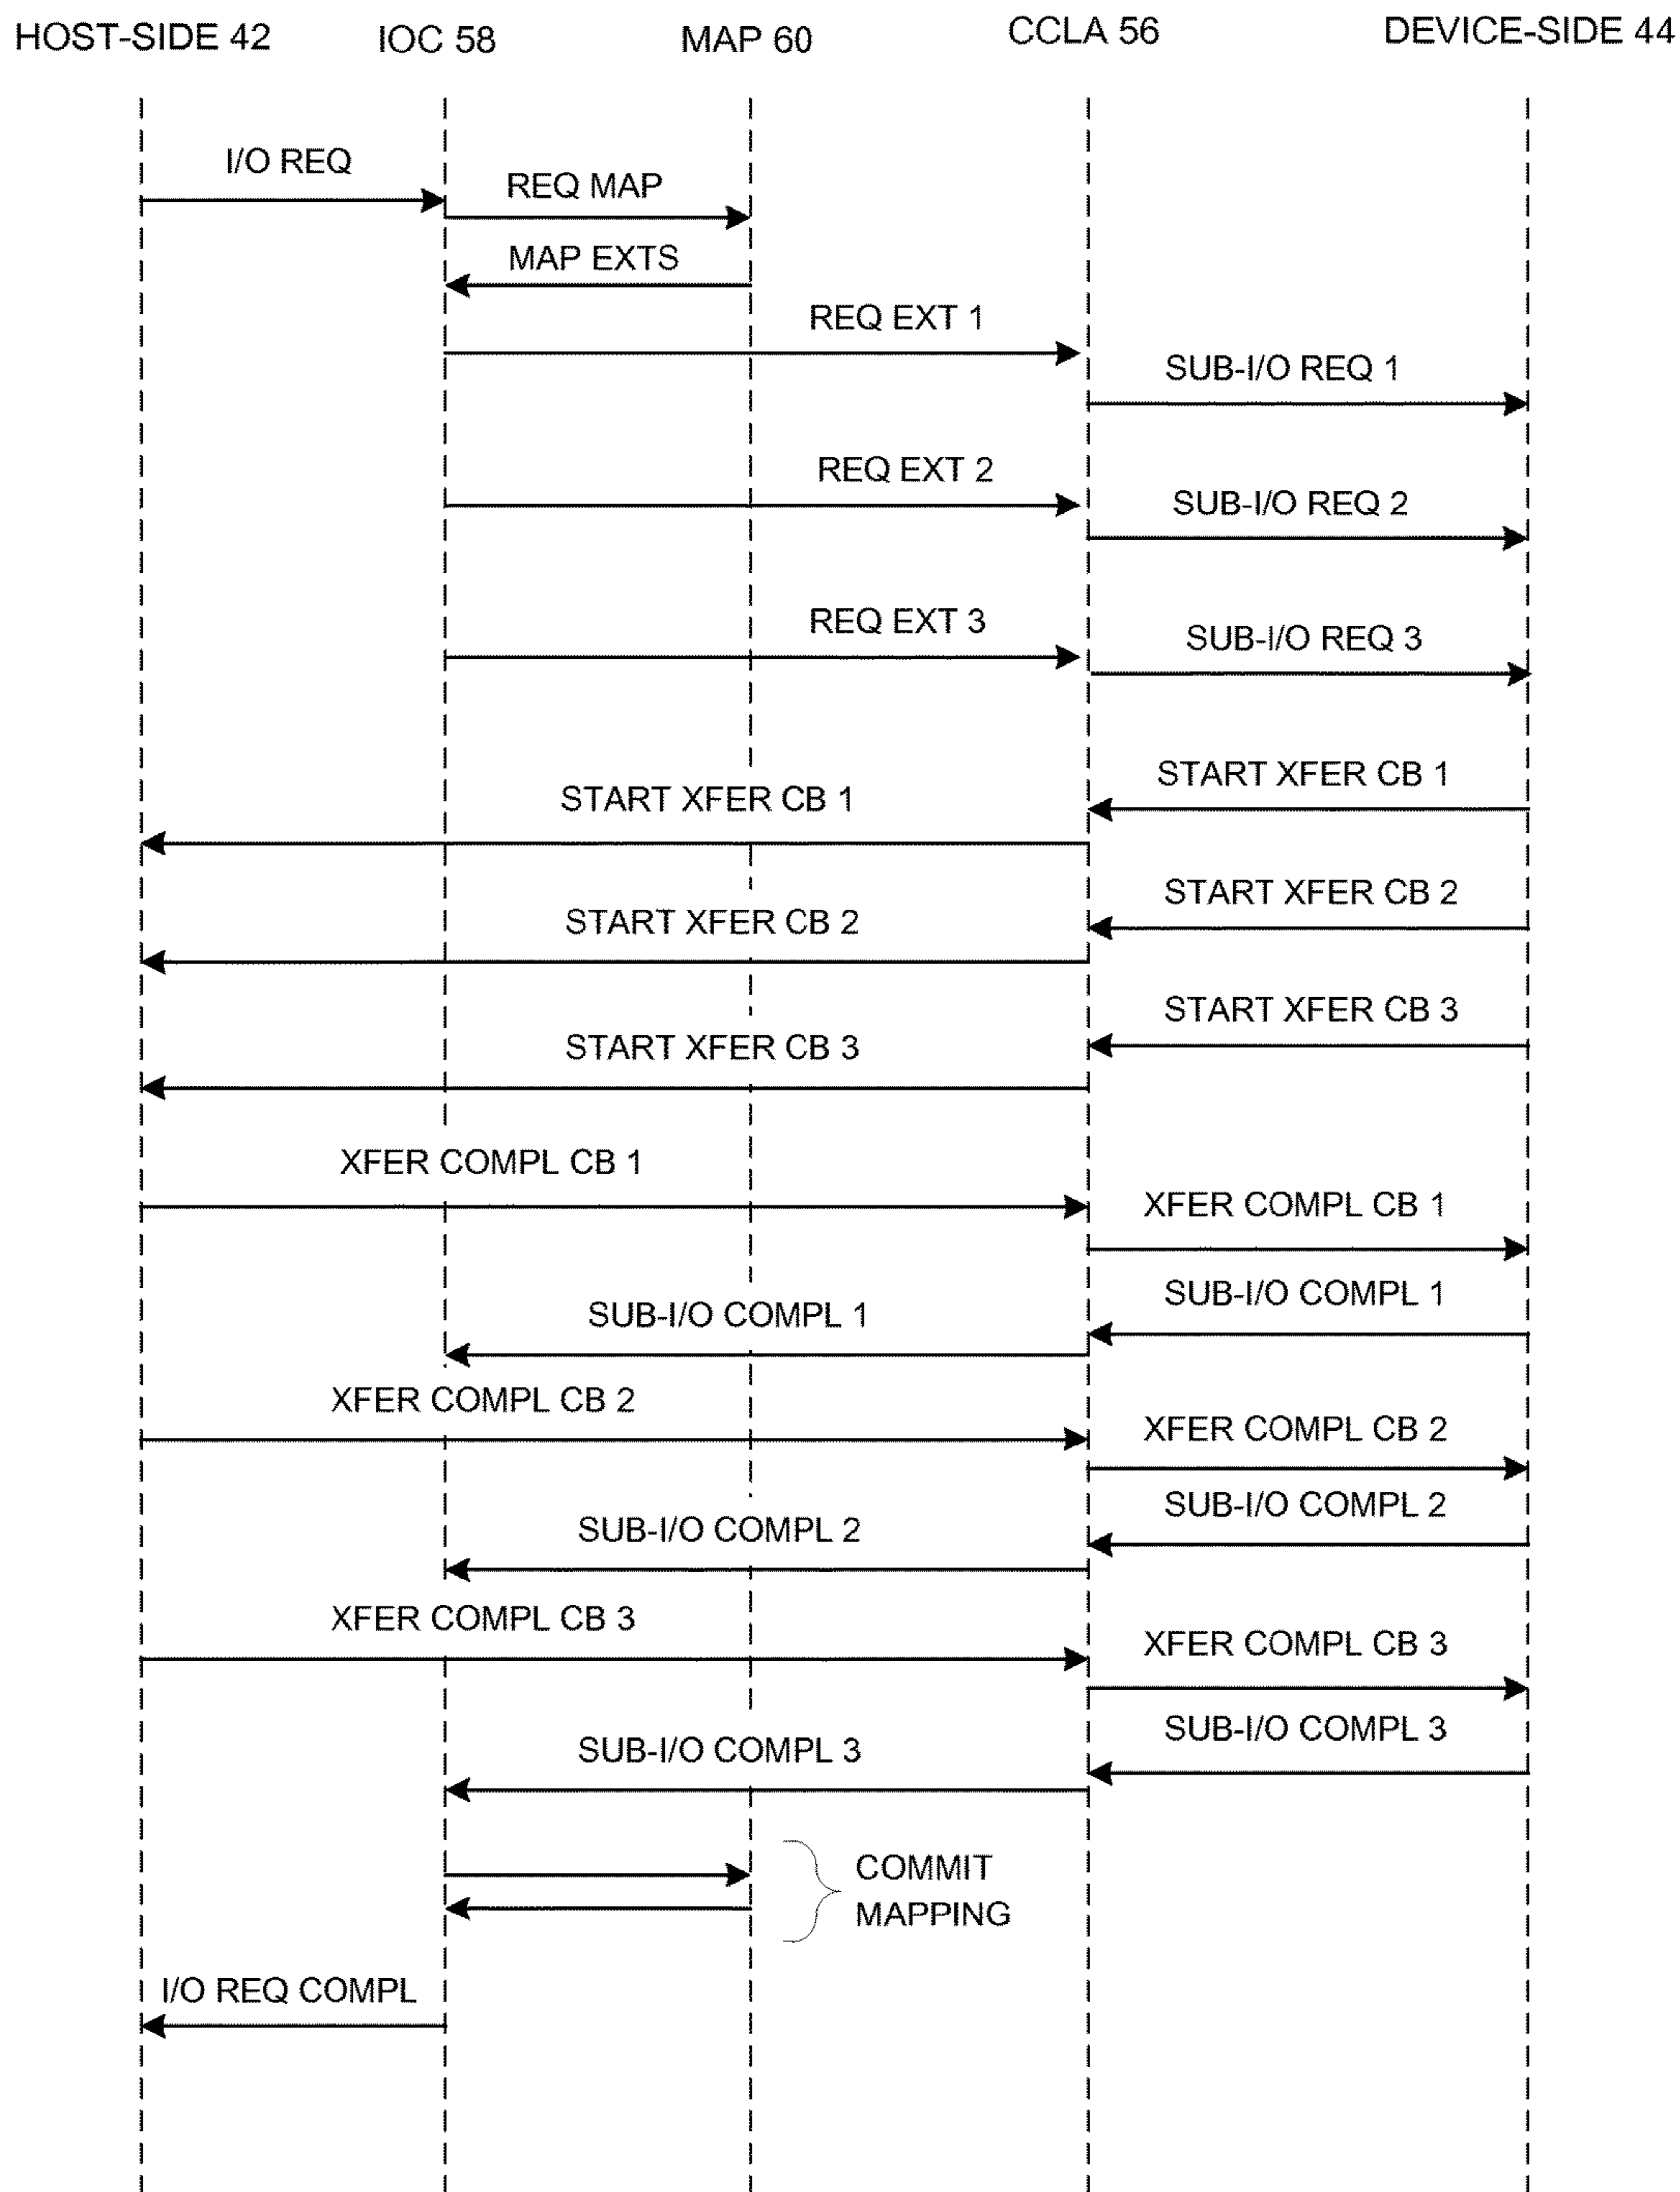 HOST-SIDE 42
IOC 58
MAP 60
CCLA 56
DEVICE-SIDE 44
I/O REQ
REQ MAP
MAP EXTS
REQ EXT 1
SUB-I/O REQ 1
REQ EXT 2
SUB-I/O REQ 2
REQ EXT 3
SUB-I/O REQ 3
START XFER CB 1
START XFER CB 1
START XFER CB 2
START XFER CB 2
START XFER CB 3
START XFER CB 3
XFER COMPL CB 1
XFER COMPL CB 1
SUB-I/O COMPL 1
SUB-I/O COMPL 1
XFER COMPL CB 2
XFER COMPL CB 2
SUB-I/O COMPL 2
SUB-I/O COMPL 2
XFER COMPL CB 3
XFER COMPL CB 3
SUB-I/O COMPL 3
SUB-I/O COMPL 3
COMMIT
MAPPING
I/O REQ COMPL